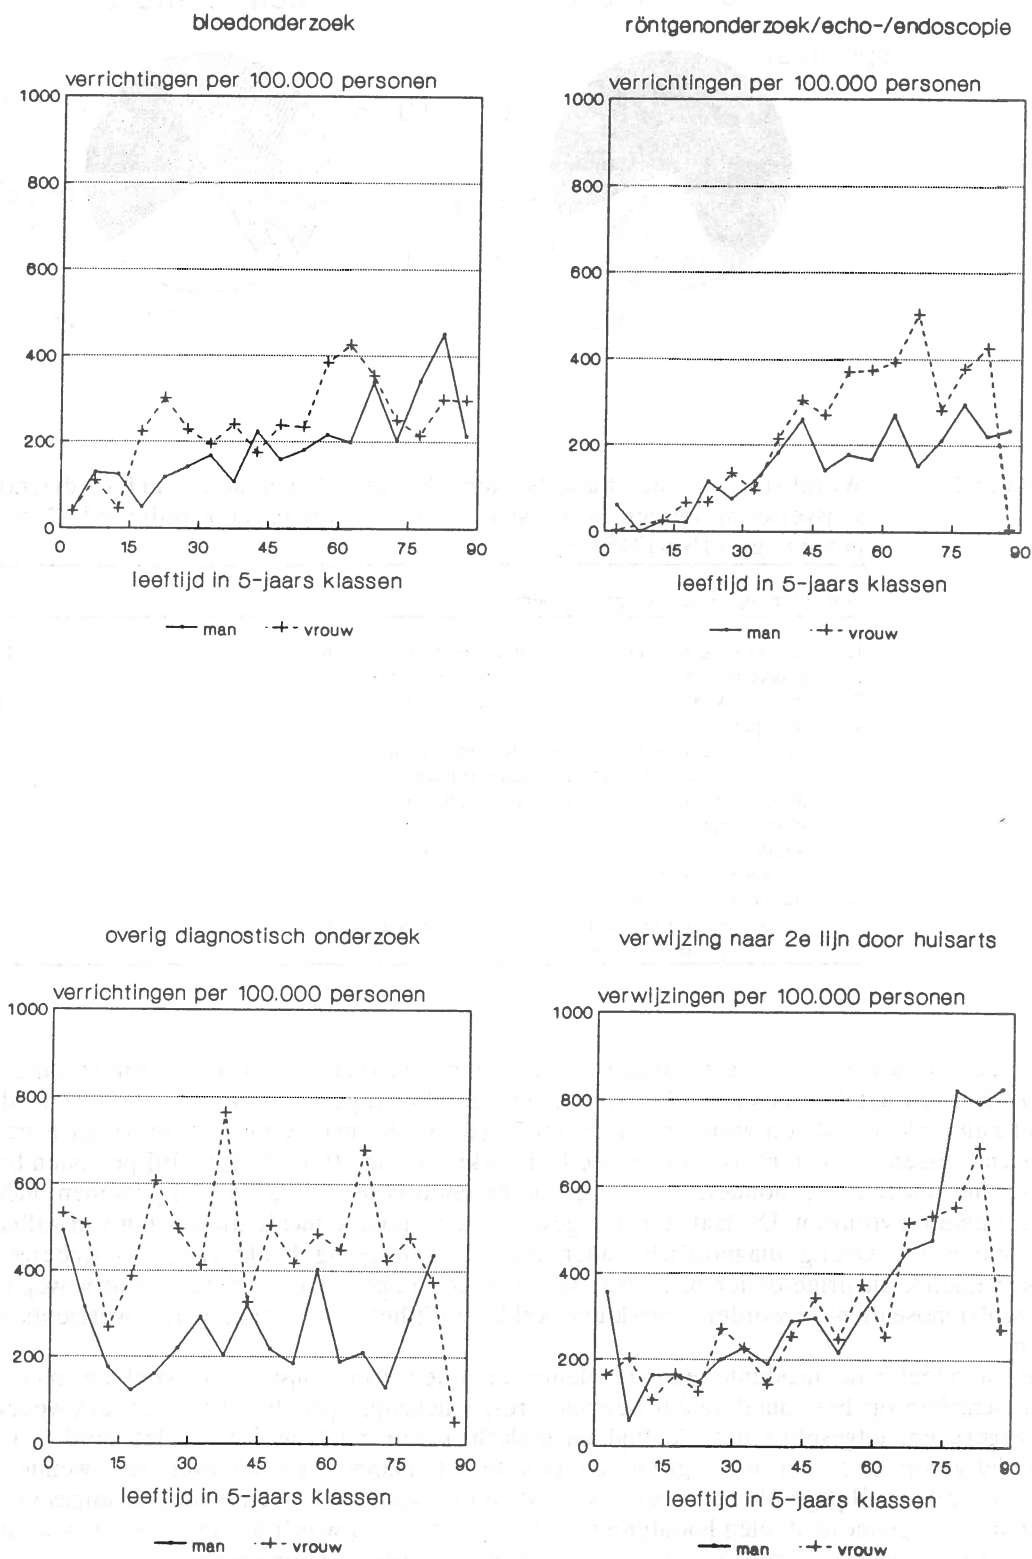 bloedonderzoek
verrichtingen per 100.000 personen
1000
800
600
400
200
0
0 15 30 45 60 75 90
leeftijd in 5-jaars klassen
man vrouw
röntgenonderzoek/echo-/endoscopie
verrichtingen per 100.000 personen
1000
800
600
400
200
0
0 15 30 45 60 75 90
leeftijd in 5-jaars klassen
man vrouw
overig diagnostisch onderzoek
verrichtingen per 100.000 personen
1000
800
600
400
200
0
0 15 30 45 60 75 90
leeftijd in 5-jaars klassen
man vrouw
verwijzing naar 2e lijn door huisarts
verwijzingen per 100.000 personen
1000
800
600
400
200
0
0 15 30 45 60 75 90
leeftijd in 5-jaars klassen
man vrouw